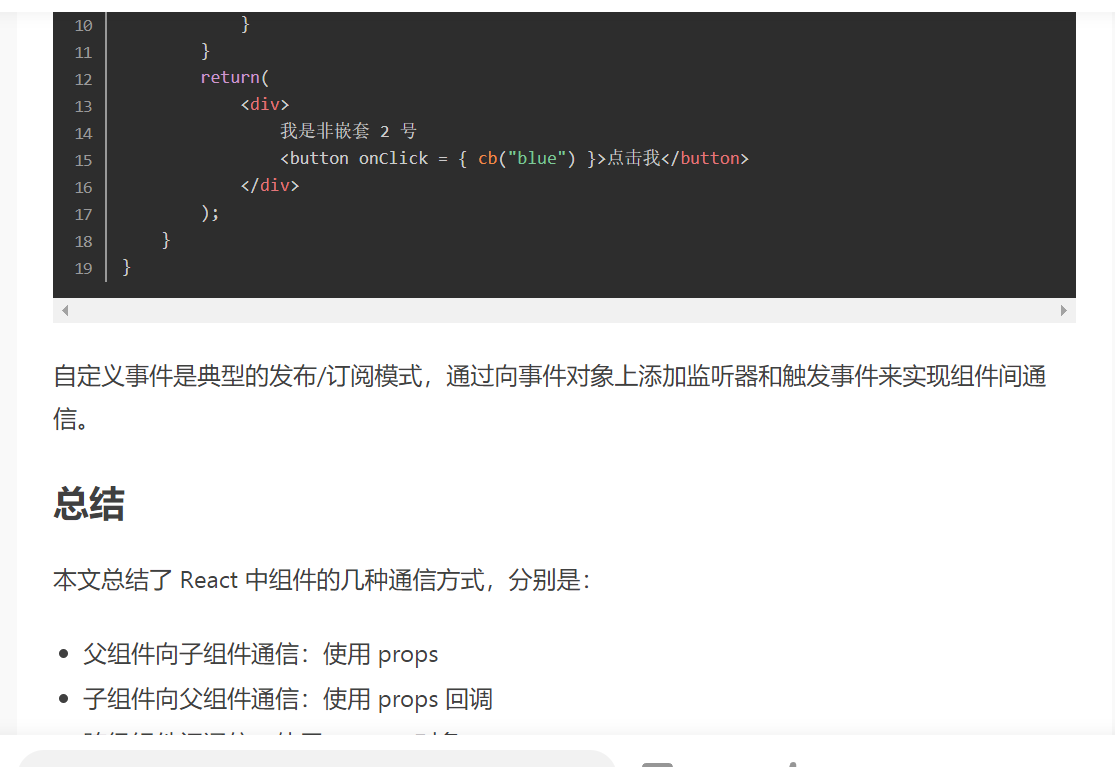 10 }
11 }
12 return(
13 <div>
14 我是非嵌套 2 号
15 <button onClick = { cb("blue") }>点击我</button>
16 </div>
17 );
18 }
19 }
自定义事件是典型的发布/订阅模式，通过向事件对象上添加监听器和触发事件来实现组件间通
信。
总结
本文总结了 React 中组件的几种通信方式，分别是：
• 父组件向子组件通信：使用 props
• 子组件向父组件通信：使用 props 回调